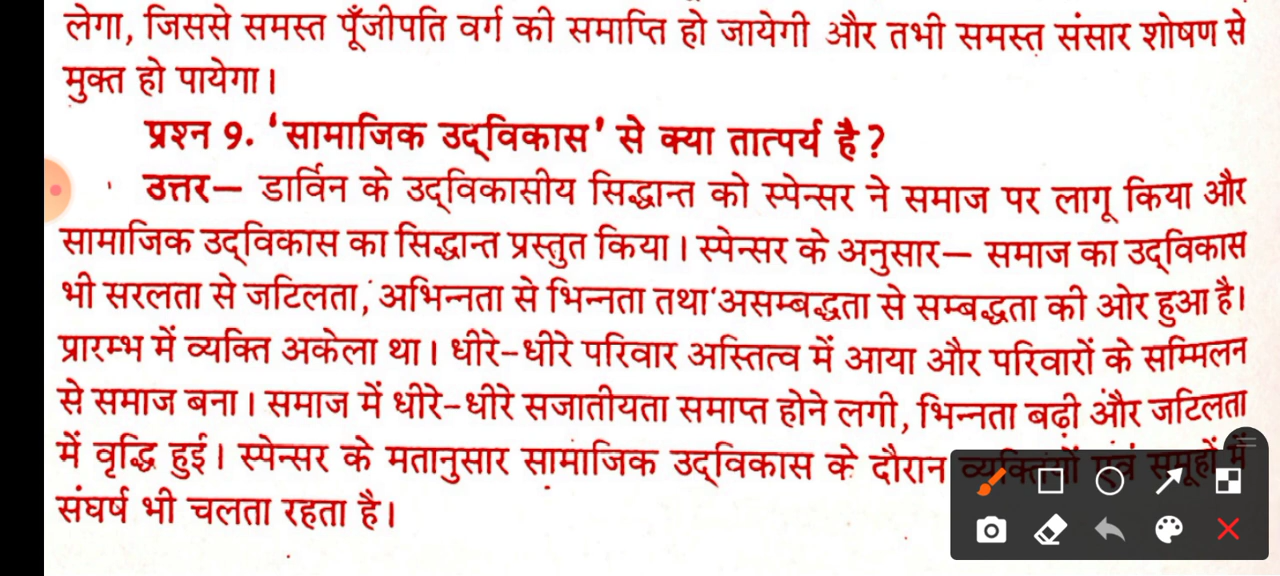 लेगा, जिससे समस्त पूँजीपति वर्ग की समाप्ति हो जायेगी और तभी समस्त संसार शोषण से
मुक्त हो पायेगा।
प्रश्न 9. 'सामाजिक उद्‌विकास' से क्या तात्पर्य है ?
उत्तर— डार्विन के उद्‌विकासीय सिद्धान्त को स्पेन्सर ने समाज पर लागू किया और
सामाजिक उद्‌विकास का सिद्धान्त प्रस्तुत किया। स्पेन्सर के अनुसार— समाज का उद्‌विकास
भी सरलता से जटिलता, अभिन्नता से भिन्नता तथा असम्बद्धता से सम्बद्धता की ओर हुआ है।
प्रारम्भ में व्यक्ति अकेला था। धीरे-धीरे परिवार अस्तित्व में आया और परिवारों के सम्मिलन
से समाज बना। समाज में धीरे-धीरे सजातीयता समाप्त होने लगी, भिन्नता बढ़ी और जटिलता
में वृद्धि हुई। स्पेन्सर के मतानुसार सामाजिक उद्‌विकास के दौरान व्यक्तियों एवं समूहों में
संघर्ष भी चलता रहता है।